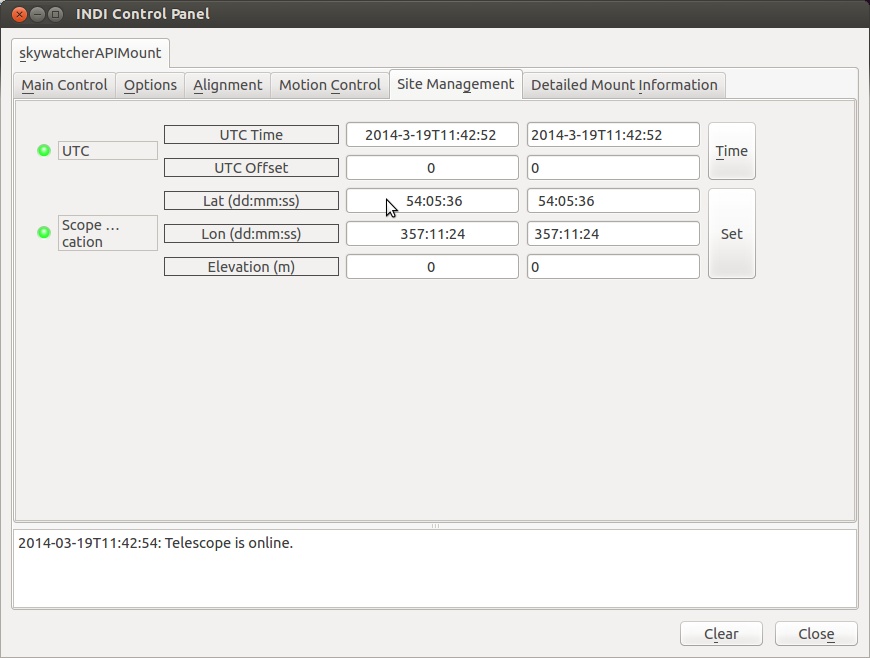 INDI Control Panel
skywatcherAPIMount
Main Control Options Alignment Motion Control Site Management Detailed Mount Information
UTC
UTC Time 2014-3-19T11:42:52 2014-3-19T11:42:52
UTC Offset 0 0
Time
Scope ...
cation
Lat (dd:mm:ss) 54:05:36 54:05:36
Lon (dd:mm:ss) 357:11:24 357:11:24
Elevation (m) 0 0
Set
2014-03-19T11:42:54: Telescope is online.
Clear Close